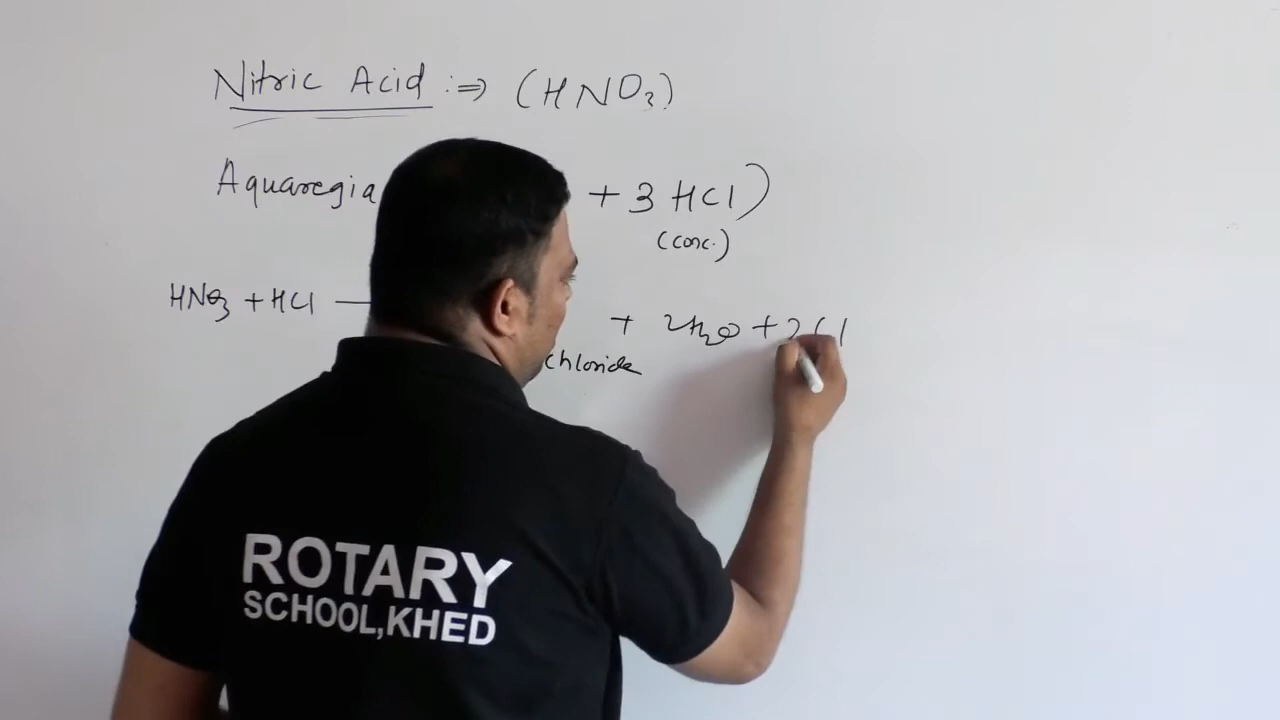 Nitric Acid :⇒ (HNO₃)
Aquaregia + 3 HCl)
(conc.)
HNO₃ + HCl — + 2H₂O + 2Cl
chloride
ROTARY
SCHOOL,KHED